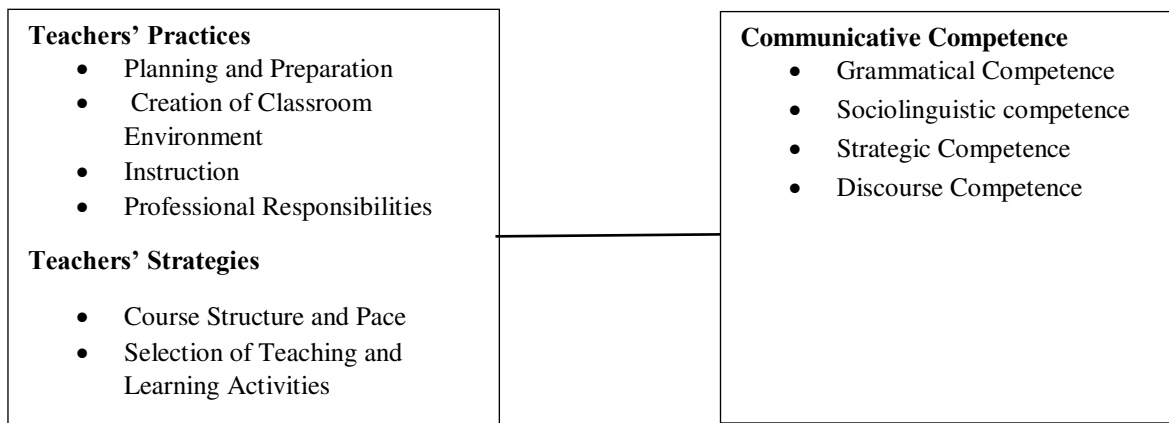 Teachers’ Practices
• Planning and Preparation
• Creation of Classroom
Environment
• Instruction
• Professional Responsibilities
Teachers’ Strategies
• Course Structure and Pace
• Selection of Teaching and
Learning Activities
Communicative Competence
• Grammatical Competence
• Sociolinguistic competence
• Strategic Competence
• Discourse Competence